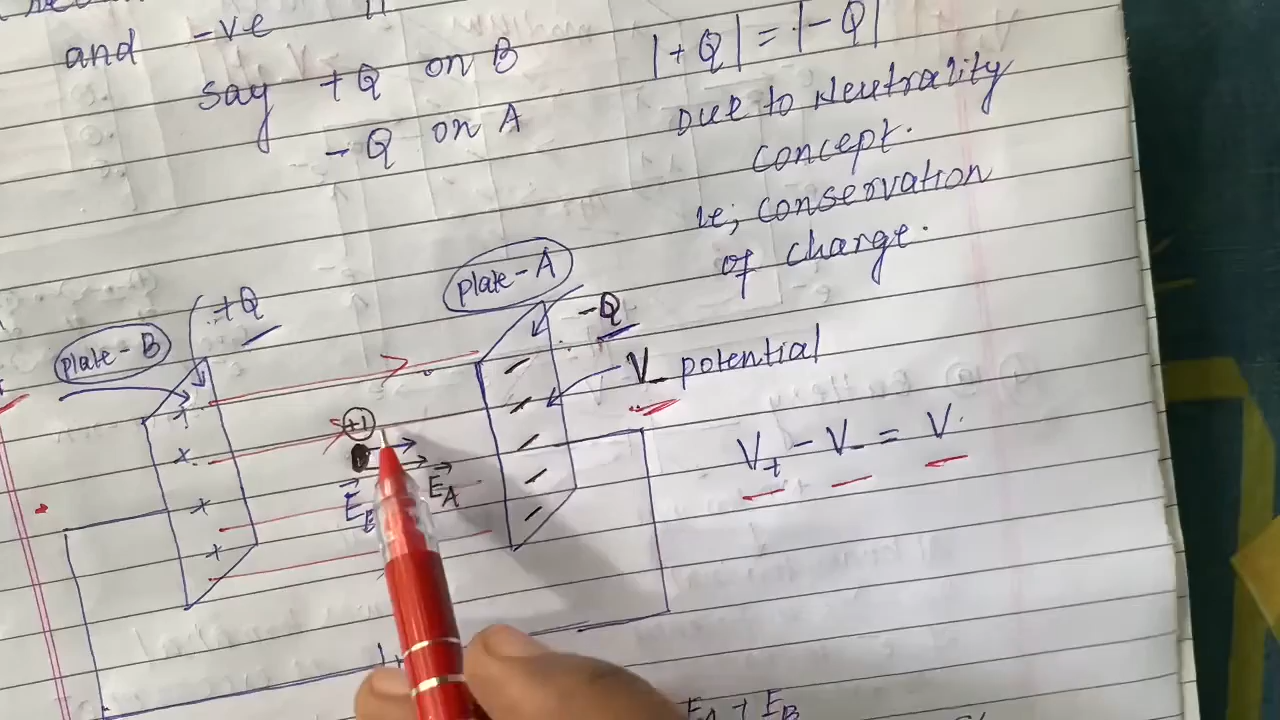 and -ve
say +Q on B
-Q on A
|+Q| = |-Q|
Due to Neutrality
concept.
ie; conservation
of charge.
plate-A
+Q
-Q
plate-B
V_ potential
+1
V+ - V- = V
E_A
E_A + E_B